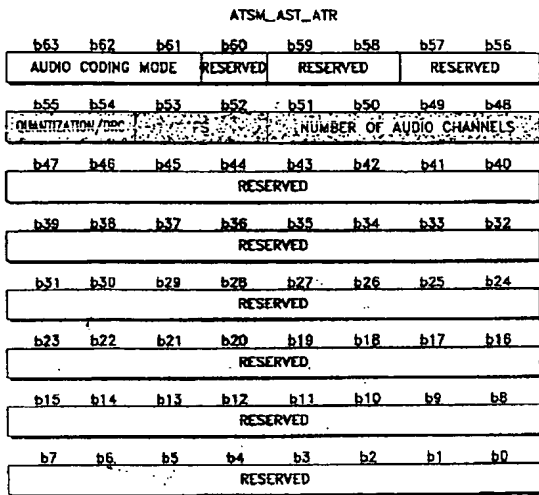 ATSM_AST_ATR
b63 b62 b61 b60 b59 b58 b57 b56
AUDIO CODING MODE RESERVED RESERVED RESERVED
b55 b54 b53 b52 b51 b50 b49 b48
QUANTIZATION/DRC FS NUMBER OF AUDIO CHANNELS
b47 b46 b45 b44 b43 b42 b41 b40
RESERVED
b39 b38 b37 b36 b35 b34 b33 b32
RESERVED
b31 b30 b29 b28 b27 b26 b25 b24
RESERVED
b23 b22 b21 b20 b19 b18 b17 b16
RESERVED
b15 b14 b13 b12 b11 b10 b9 b8
RESERVED
b7 b6 b5 b4 b3 b2 b1 b0
RESERVED